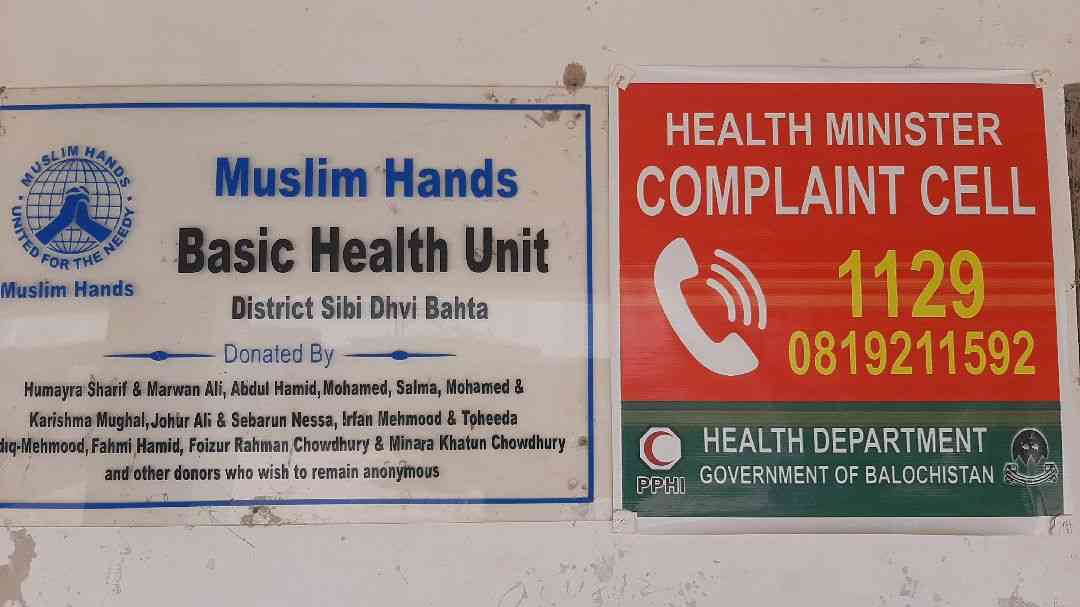 MUSLIM HANDS
UNITED FOR THE NEEDY
Muslim Hands
Muslim Hands
Basic Health Unit
District Sibi Dhvi Bahta
Donated By
Humayra Sharif & Marwan Ali, Abdul Hamid, Mohamed, Salma, Mohamed &
Karishma Mughal, Johur Ali & Sebarun Nessa, Irfan Mehmood & Toheeda
Mehmood, Fahmi Hamid, Foizur Rahman Chowdhury & Minara Khatun Chowdhury
and other donors who wish to remain anonymous
HEALTH MINISTER
COMPLAINT CELL
1129
0819211592
PPHI
HEALTH DEPARTMENT
GOVERNMENT OF BALOCHISTAN